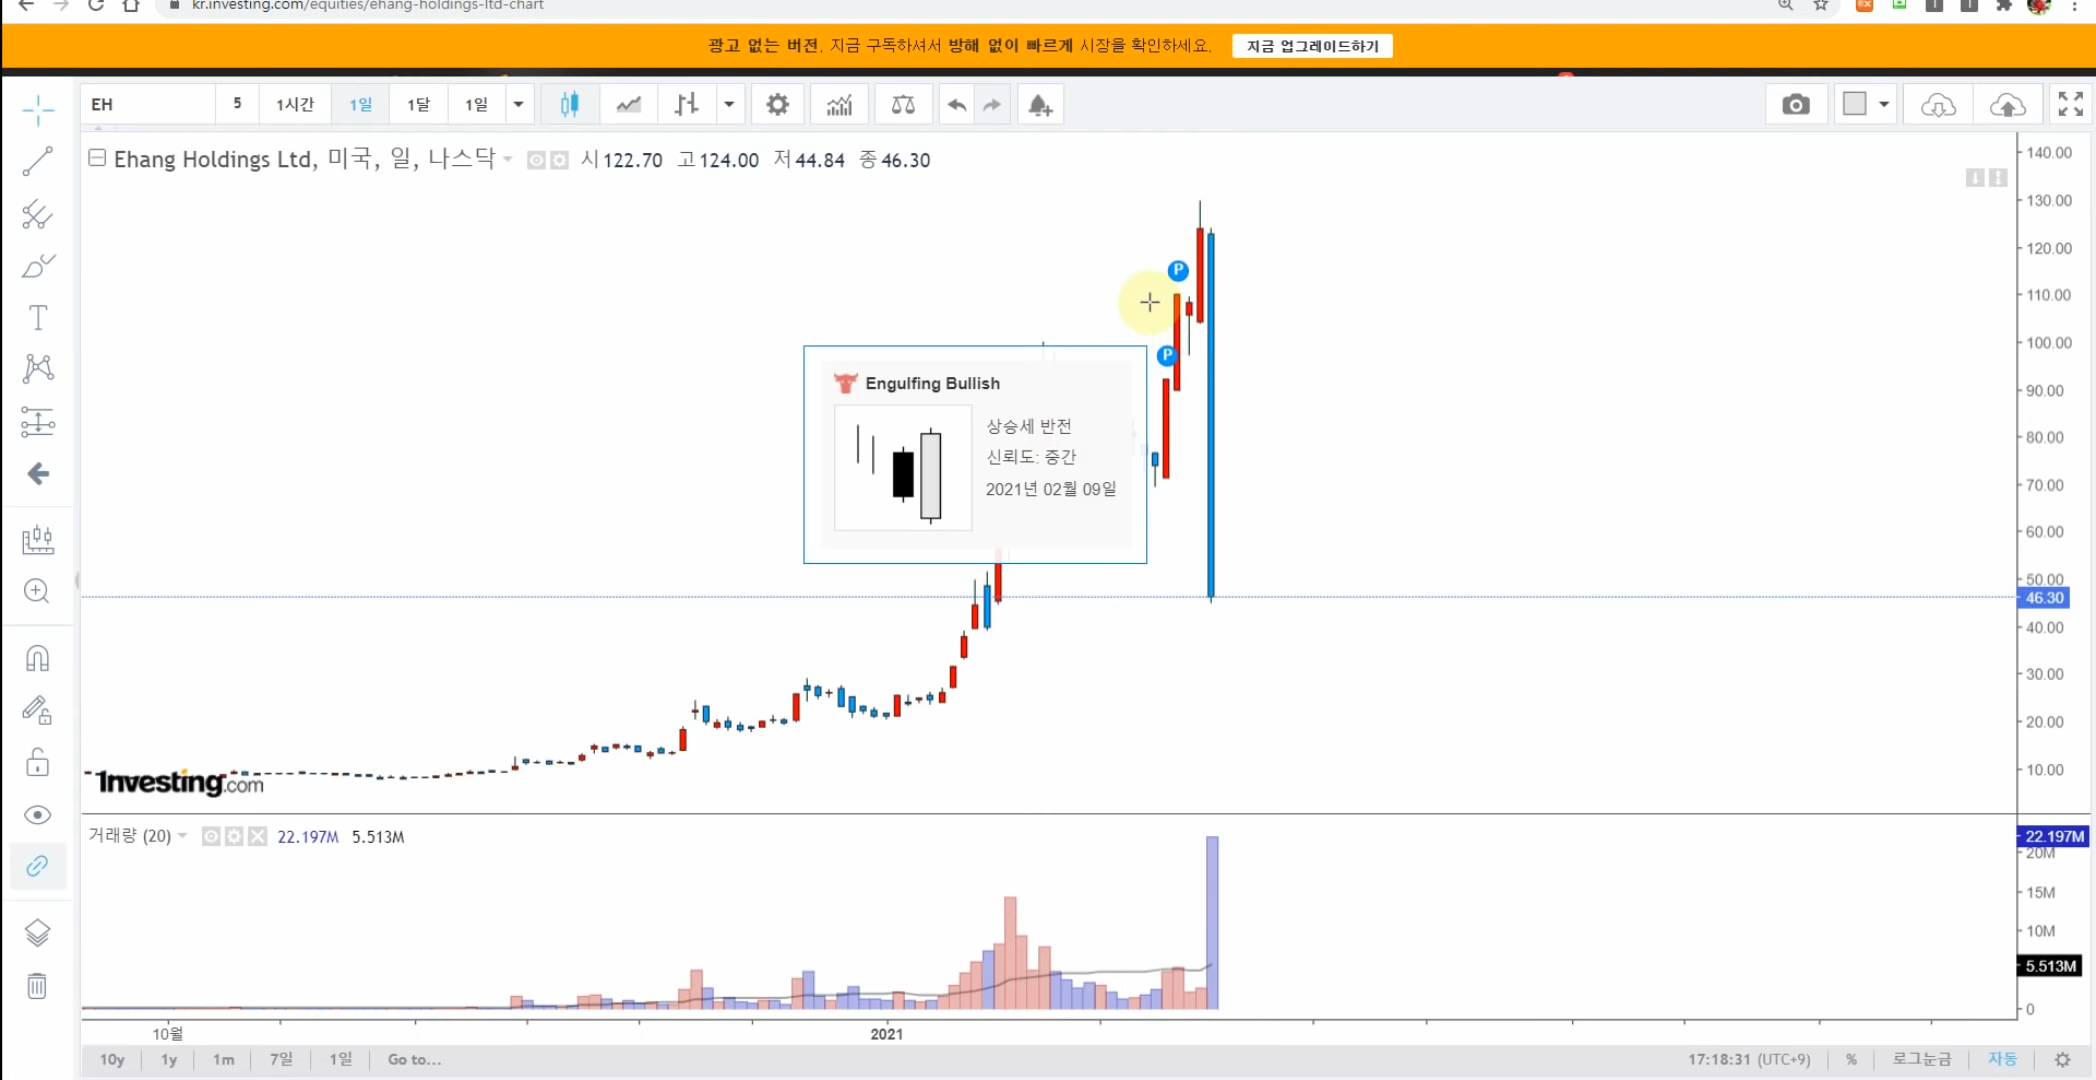 kr.investing.com/equities/ehang-holdings-ltd-chart
광고 없는 버전. 지금 구독하셔서 방해 없이 빠르게 시장을 확인하세요. 지금 업그레이드하기
EH 5 1시간 1일 1달 1일
Ehang Holdings Ltd, 미국, 일, 나스닥 시 122.70 고 124.00 저 44.84 종 46.30
140.00
130.00
120.00
P
110.00
100.00
P
Engulfing Bullish
90.00
상승세 반전
80.00
신뢰도: 중간
2021년 02월 09일
70.00
60.00
50.00
46.30
40.00
30.00
20.00
10.00
Investing.com
거래량 (20) 22.197M 5.513M
22.197M
20M
15M
10M
5.513M
0
10월 2021
10y 1y 1m 7일 1일 Go to... 17:18:31 (UTC+9) % 로그눈금 자동